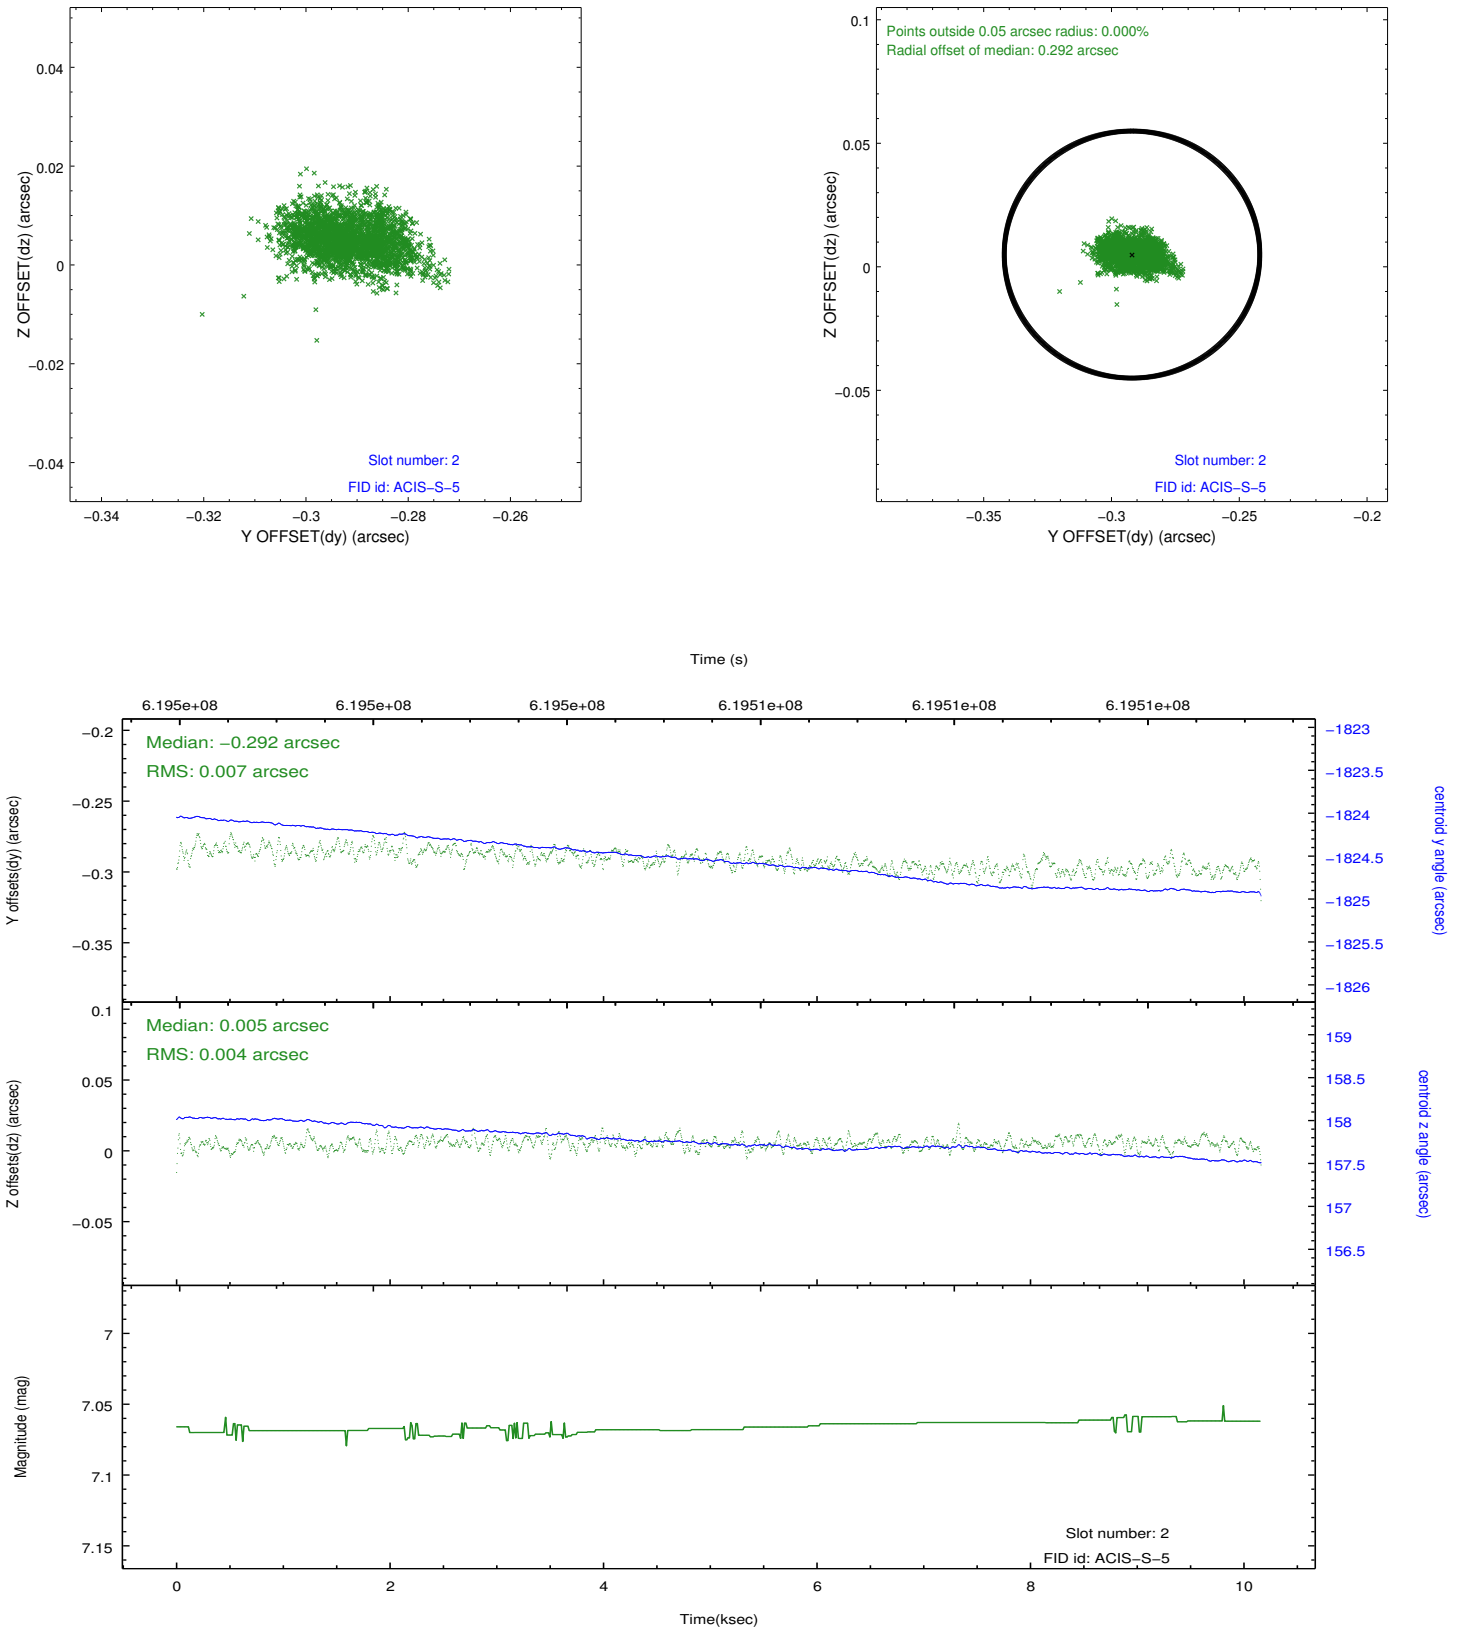 0.04
0.02
0
−0.02
−0.04
Z OFFSET(dz) (arcsec)
Slot number: 2
FID id: ACIS−S−5
−0.34
−0.32
−0.3
−0.28
−0.26
Y OFFSET(dy) (arcsec)
Points outside 0.05 arcsec radius: 0.000%
Radial offset of median: 0.292 arcsec
0.1
0.05
0
−0.05
Z OFFSET(dz) (arcsec)
Slot number: 2
FID id: ACIS−S−5
−0.35
−0.3
−0.25
−0.2
Y OFFSET(dy) (arcsec)
Time (s)
6.195e+08
6.195e+08
6.195e+08
6.1951e+08
6.1951e+08
6.1951e+08
Median: −0.292 arcsec
RMS: 0.007 arcsec
−0.2
−0.25
−0.3
−0.35
Y offsets(dy) (arcsec)
−1823
−1823.5
−1824
−1824.5
−1825
−1825.5
−1826
centroid y angle (arcsec)
Median: 0.005 arcsec
RMS: 0.004 arcsec
0.1
0.05
0
−0.05
Z offsets(dz) (arcsec)
159
158.5
158
157.5
157
156.5
centroid z angle (arcsec)
7
7.05
7.1
7.15
Magnitude (mag)
Slot number: 2
FID id: ACIS−S−5
0
2
4
6
8
10
Time(ksec)